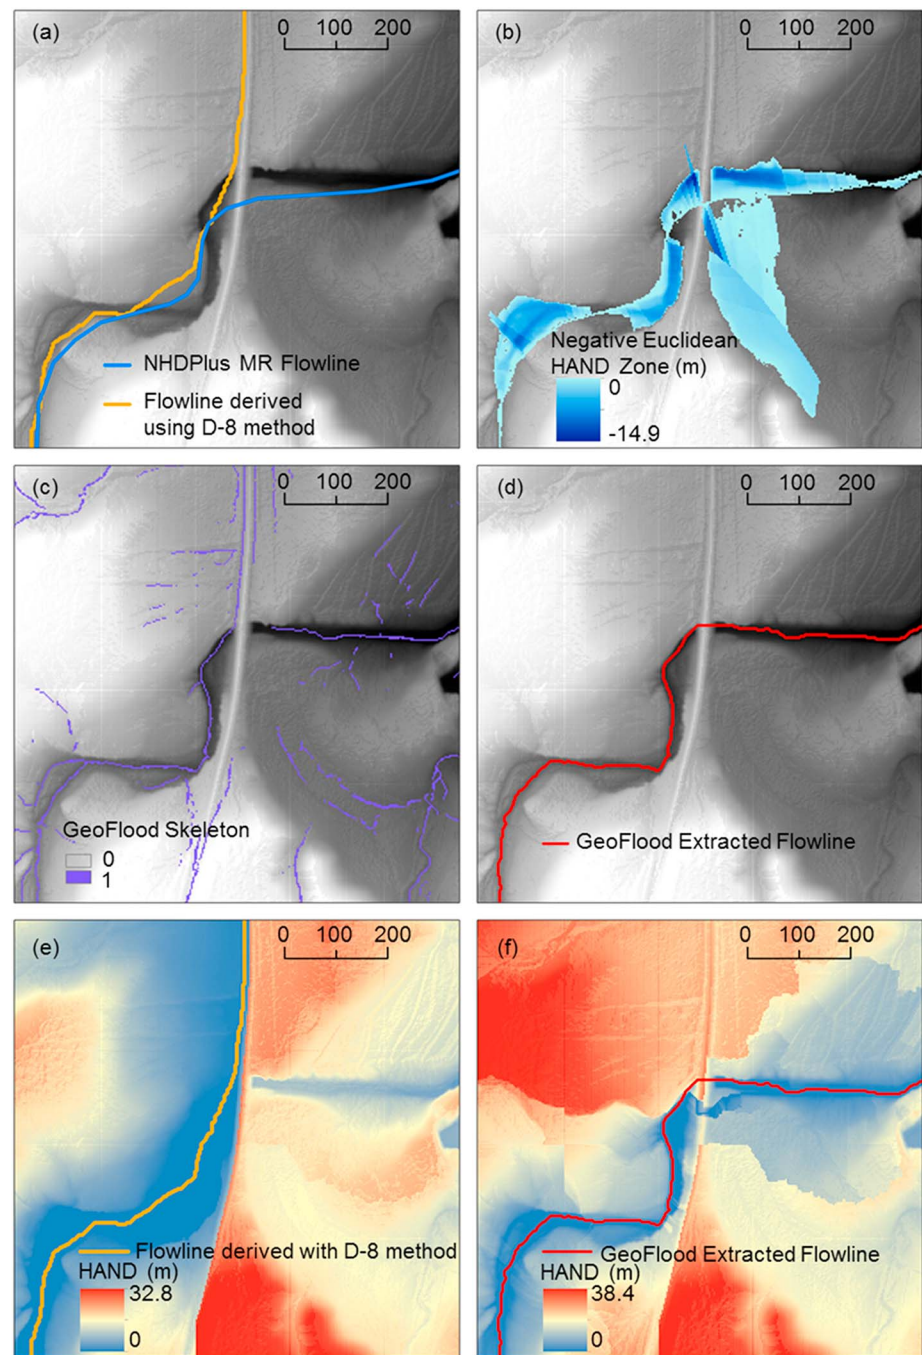 (a)
0 100 200
NHDPlus MR Flowline
Flowline derived
using D-8 method
(b)
0 100 200
Negative Euclidean
HAND Zone (m)
0
-14.9
(c)
0 100 200
GeoFlood Skeleton
0
1
(d)
0 100 200
GeoFlood Extracted Flowline
(e)
0 100 200
Flowline derived with D-8 method
HAND (m)
32.8
0
(f)
0 100 200
GeoFlood Extracted Flowline
HAND (m)
38.4
0